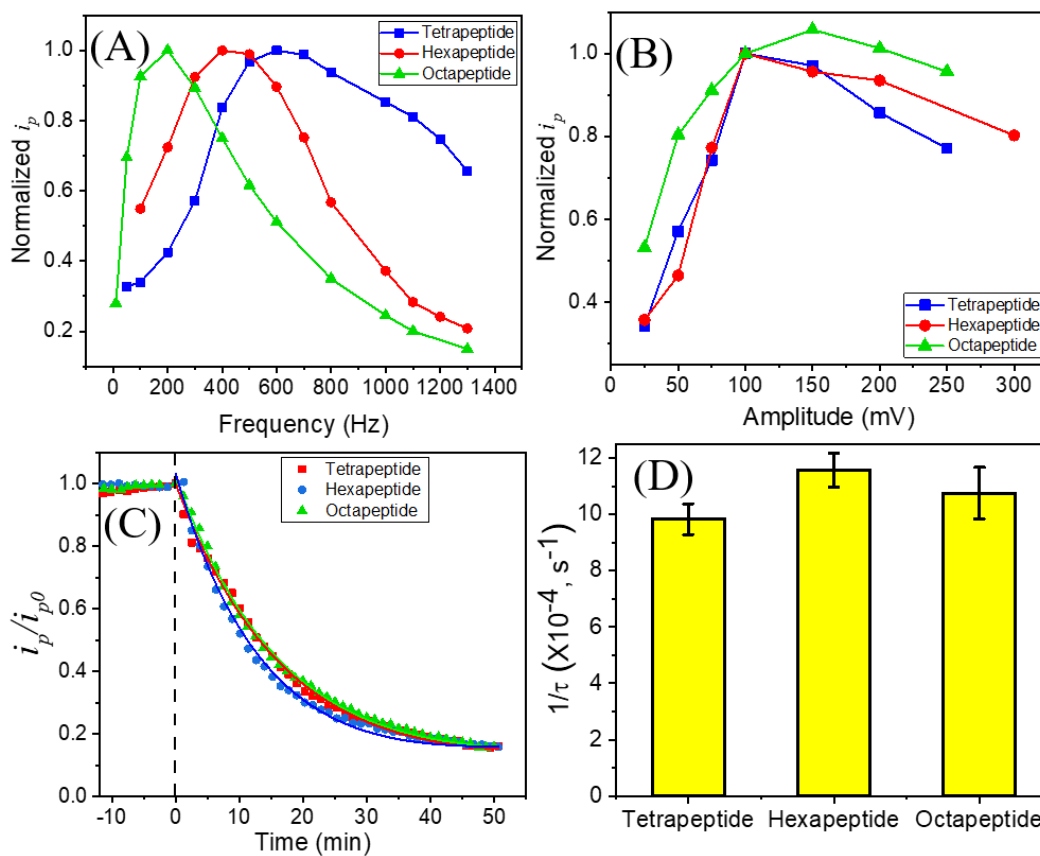 (A)
Tetrapeptide
Hexapeptide
Octapeptide
Normalized i_p
1.0
0.8
0.6
0.4
0.2
0 200 400 600 800 1000 1200 1400
Frequency (Hz)
(B)
Normalized i_p
1.0
0.8
0.6
0.4
Tetrapeptide
Hexapeptide
Octapeptide
0 50 100 150 200 250 300
Amplitude (mV)
(C)
Tetrapeptide
Hexapeptide
Octapeptide
i_p/i_p0
1.0
0.8
0.6
0.4
0.2
0.0
-10 0 10 20 30 40 50
Time (min)
(D)
1/τ (X10⁻⁴, s⁻¹)
12
10
8
6
4
2
0
Tetrapeptide Hexapeptide Octapeptide